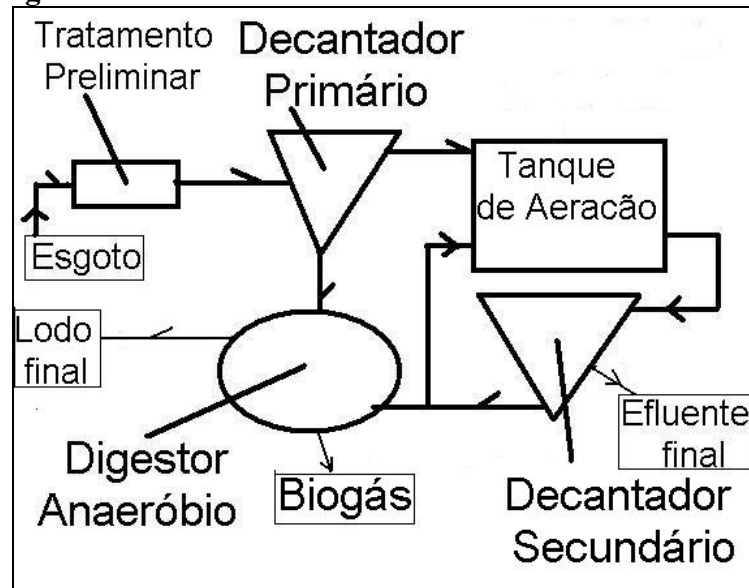 Tratamento
Preliminar
Decantador
Primário
Tanque
de Aeracão
Esgoto
Lodo
final
Digestor
Anaeróbio
Biogás
Efluente
final
Decantador
Secundário